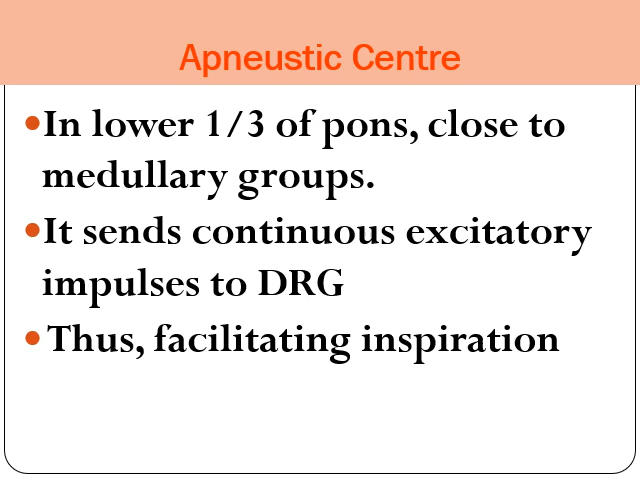 Apneustic Centre
•In lower 1/3 of pons, close to
medullary groups.
•It sends continuous excitatory
impulses to DRG
• Thus, facilitating inspiration